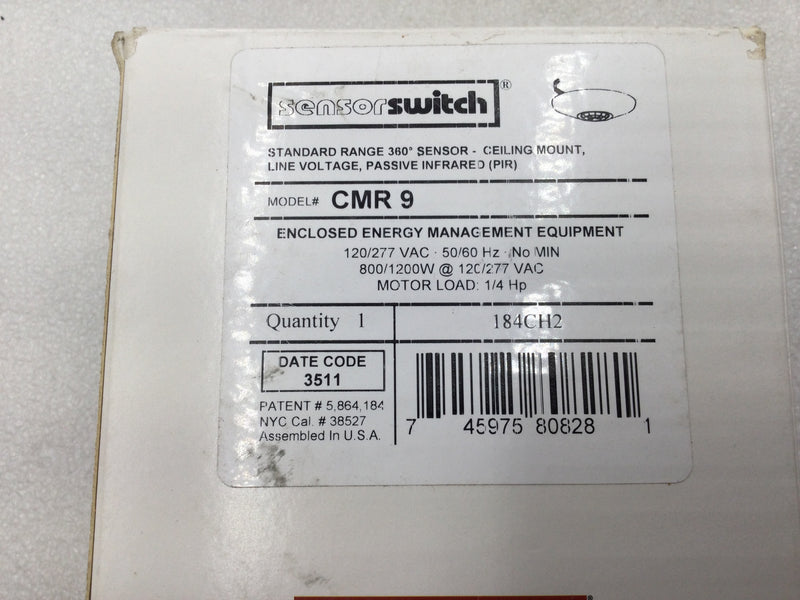 sensorswitch®
STANDARD RANGE 360° SENSOR - CEILING MOUNT,
LINE VOLTAGE, PASSIVE INFRARED (PIR)
MODEL# CMR 9
ENCLOSED ENERGY MANAGEMENT EQUIPMENT
120/277 VAC · 50/60 Hz · No MIN
800/1200W @ 120/277 VAC
MOTOR LOAD: 1/4 Hp
Quantity 1 184CH2
DATE CODE
3511
PATENT # 5,864,184
NYC Cal. # 38527
Assembled In U.S.A.
7 45975 80828 1
®